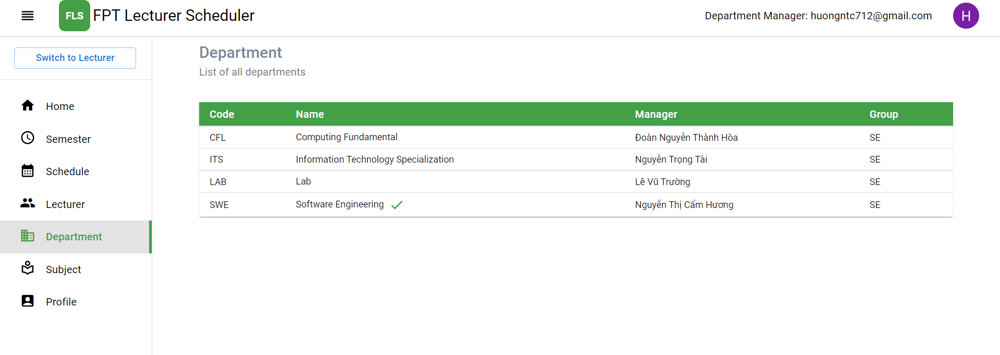 FLS FPT Lecturer Scheduler
Department Manager: huongntc712@gmail.com
H
Switch to Lecturer
Home
Semester
Schedule
Lecturer
Department
Subject
Profile
Department
List of all departments
Code Name Manager Group
CFL Computing Fundamental Đoàn Nguyễn Thành Hòa SE
ITS Information Technology Specialization Nguyễn Trọng Tài SE
LAB Lab Lê Vũ Trường SE
SWE Software Engineering Nguyễn Thị Cẩm Hương SE